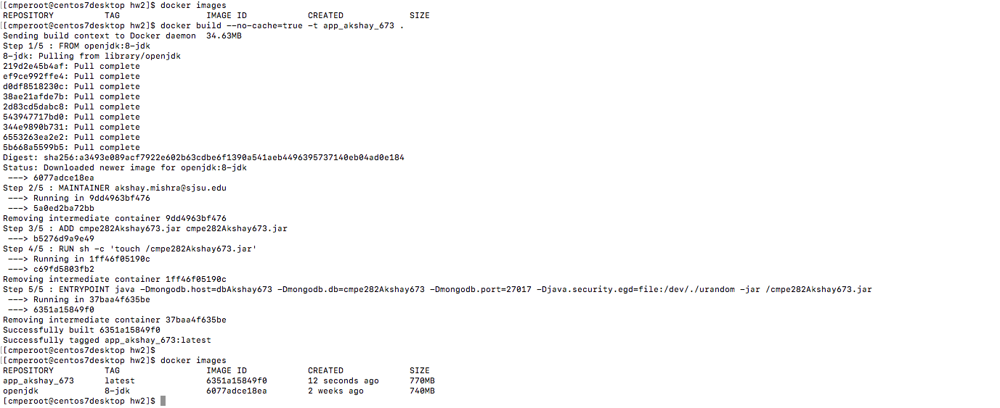 [[cmperoot@centos7desktop hw2]$ docker images
REPOSITORY TAG IMAGE ID CREATED SIZE
[[cmperoot@centos7desktop hw2]$ docker build --no-cache=true -t app_akshay_673 .
Sending build context to Docker daemon 34.63MB
Step 1/5 : FROM openjdk:8-jdk
8-jdk: Pulling from library/openjdk
219d2e45b4af: Pull complete
ef9ce992ffe4: Pull complete
d0df8518230c: Pull complete
38ae21afde7b: Pull complete
2d83cd5dabc8: Pull complete
543947717bd0: Pull complete
344e9890b731: Pull complete
6553263ea2e2: Pull complete
5b668a5599b5: Pull complete
Digest: sha256:a3493e089acf7922e602b63cdbe6f1390a541aeb4496395737140eb04ad0e184
Status: Downloaded newer image for openjdk:8-jdk
---> 6077adce18ea
Step 2/5 : MAINTAINER akshay.mishra@sjsu.edu
---> Running in 9dd4963bf476
---> 5a0ed2ba72bb
Removing intermediate container 9dd4963bf476
Step 3/5 : ADD cmpe282Akshay673.jar cmpe282Akshay673.jar
---> b5276d9a9e49
Step 4/5 : RUN sh -c 'touch /cmpe282Akshay673.jar'
---> Running in 1ff46f05190c
---> c69fd5803fb2
Removing intermediate container 1ff46f05190c
Step 5/5 : ENTRYPOINT java -Dmongodb.host=dbAkshay673 -Dmongodb.db=cmpe282Akshay673 -Dmongodb.port=27017 -Djava.security.egd=file:/dev/./urandom -jar /cmpe282Akshay673.jar
---> Running in 37baa4f635be
---> 6351a15849f0
Removing intermediate container 37baa4f635be
Successfully built 6351a15849f0
Successfully tagged app_akshay_673:latest
[[cmperoot@centos7desktop hw2]$
[[cmperoot@centos7desktop hw2]$ docker images
REPOSITORY TAG IMAGE ID CREATED SIZE
app_akshay_673 latest 6351a15849f0 12 seconds ago 770MB
openjdk 8-jdk 6077adce18ea 2 weeks ago 740MB
[cmperoot@centos7desktop hw2]$